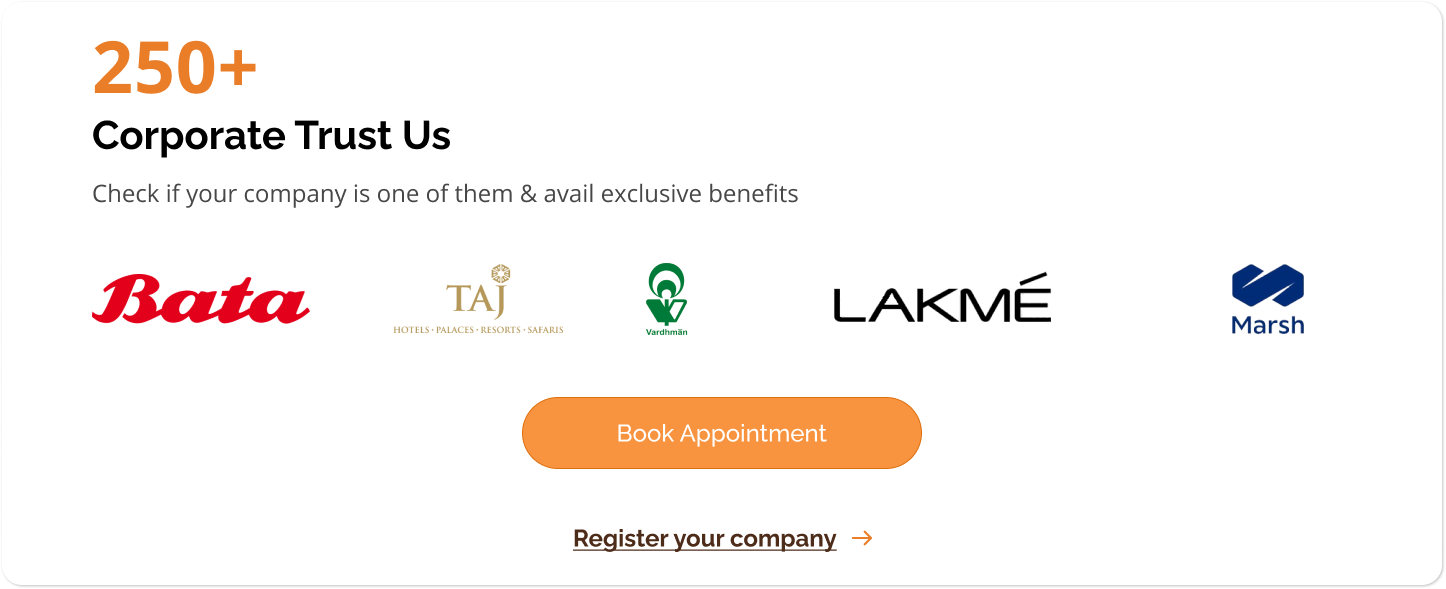 250+
Corporate Trust Us
Check if your company is one of them & avail exclusive benefits
Bata
TAJ
HOTELS · PALACES · RESORTS · SAFARIS
Vardhmān
LAKMÉ
Marsh
Book Appointment
Register your company →